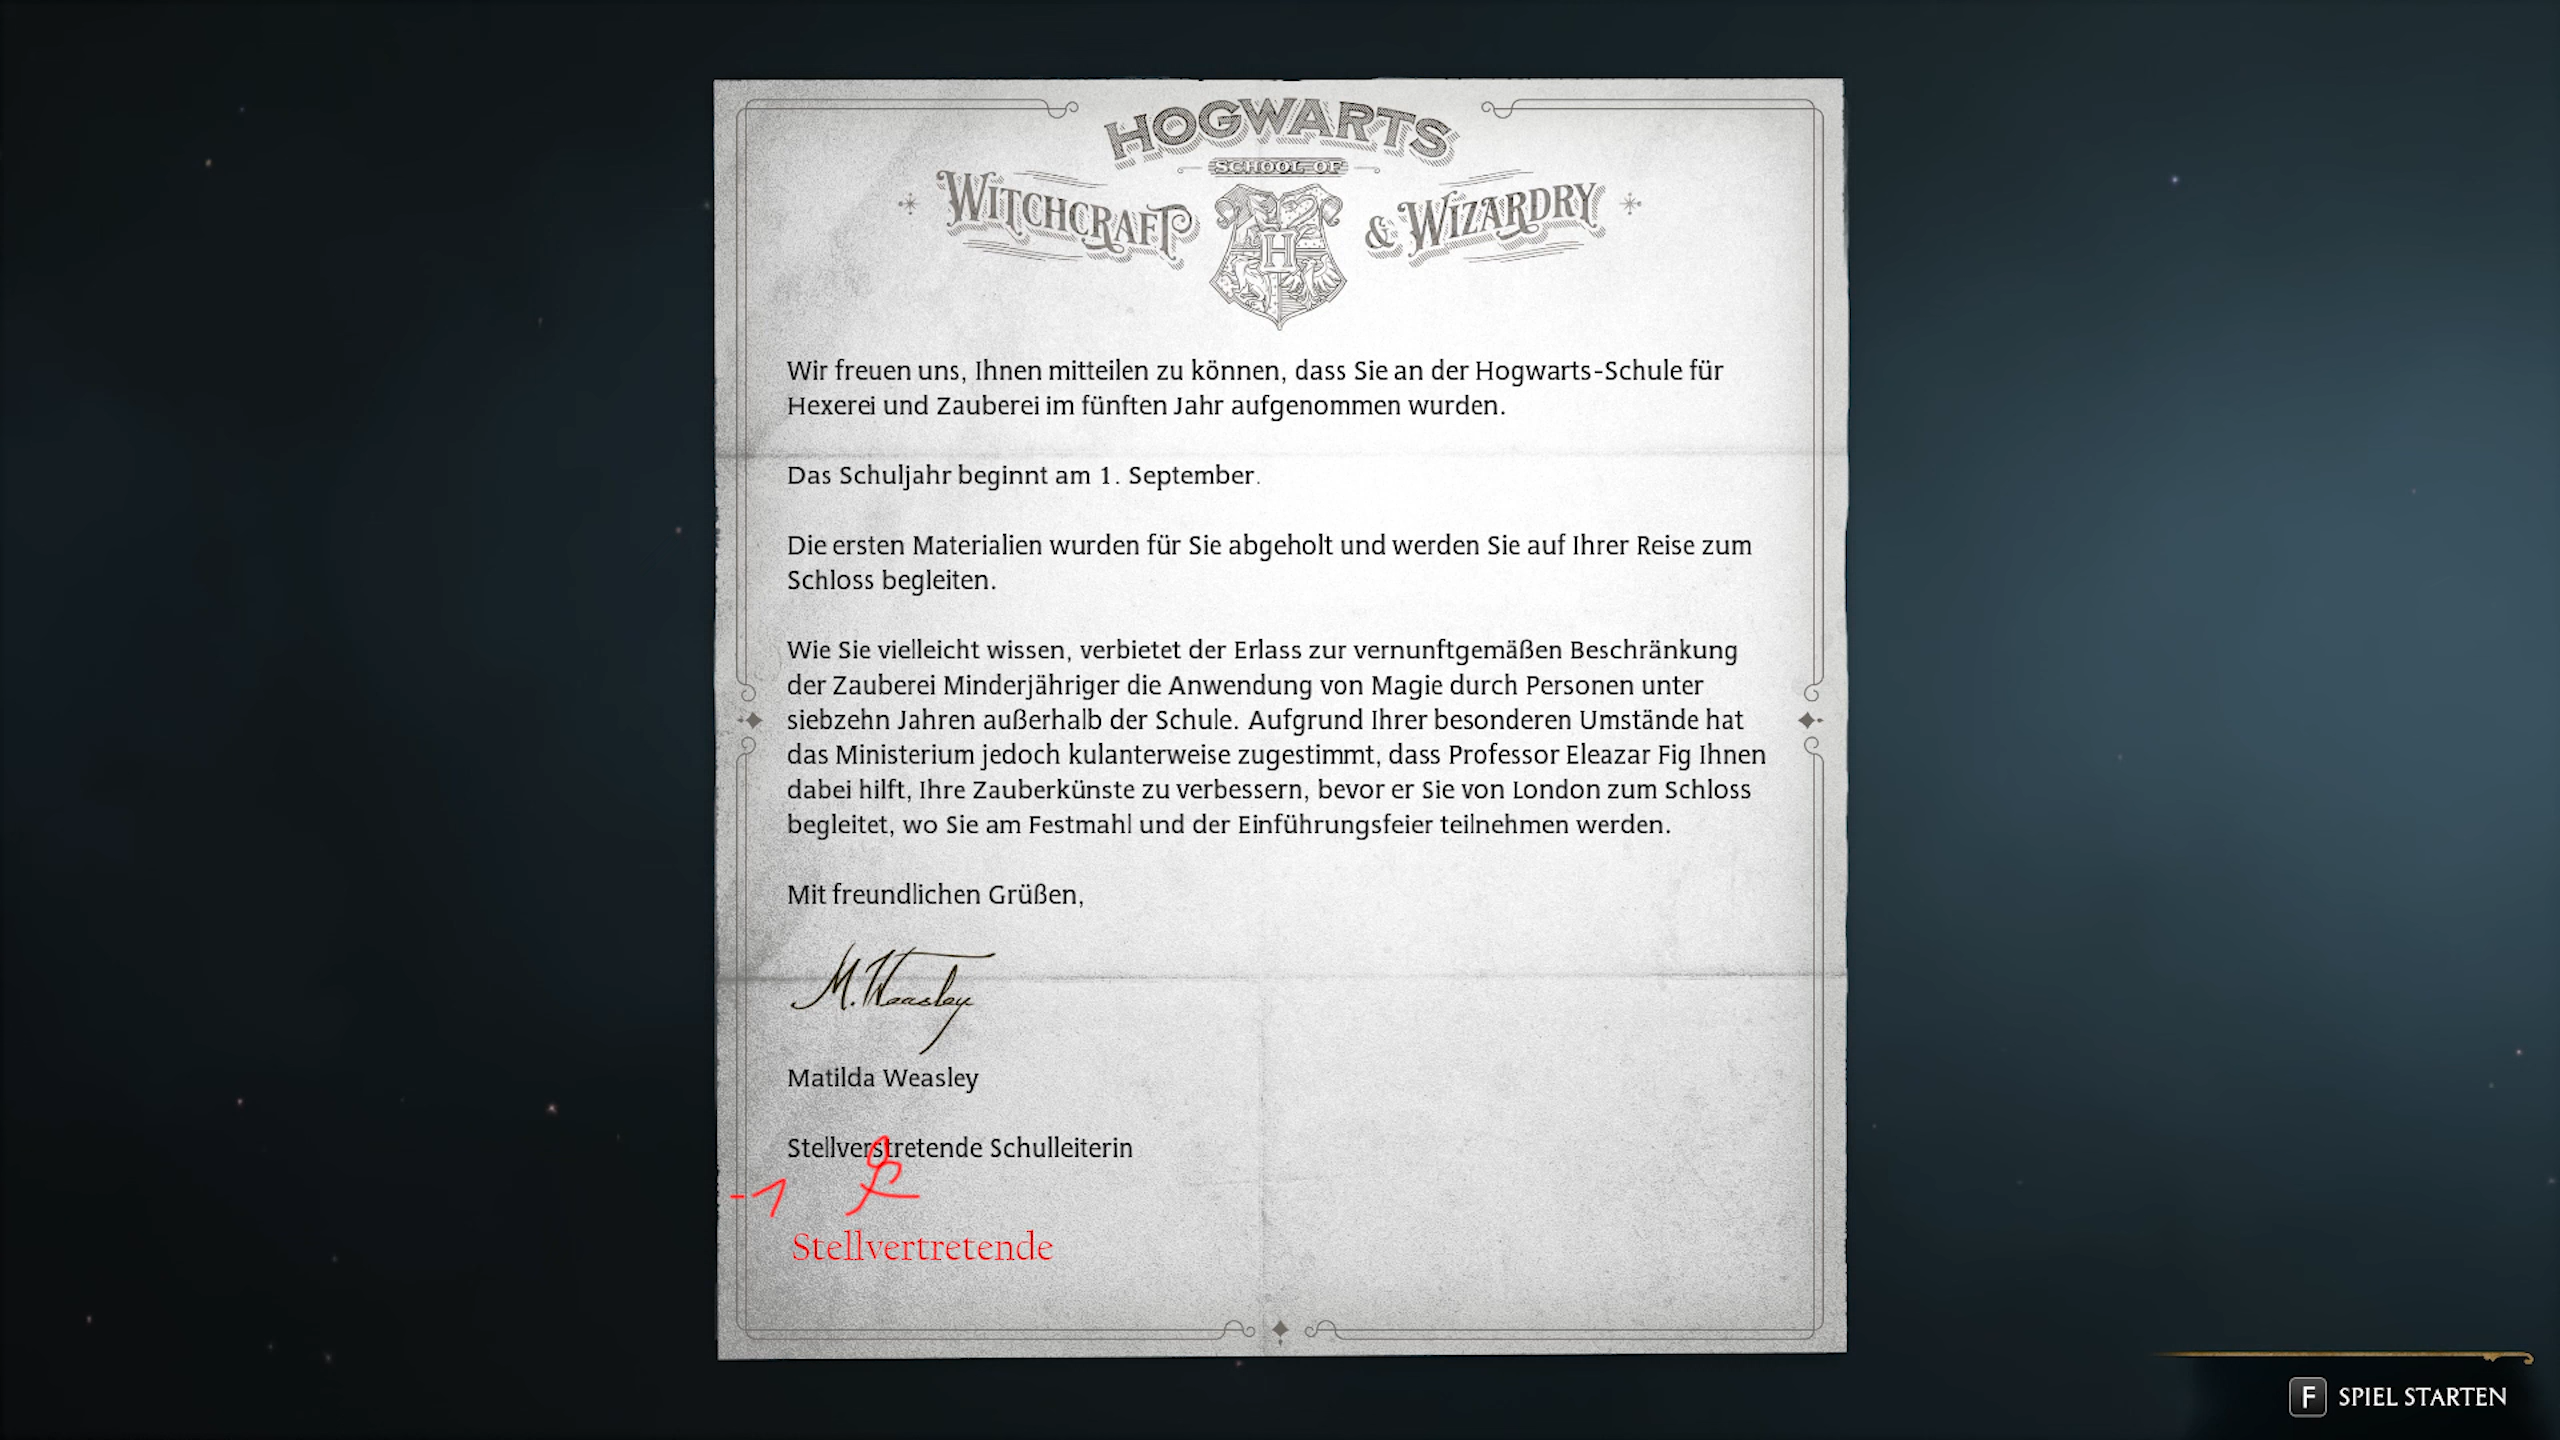 HOGWARTS
SCHOOL OF
WITCHCRAFT & WIZARDRY
H
Wir freuen uns, Ihnen mitteilen zu können, dass Sie an der Hogwarts-Schule für
Hexerei und Zauberei im fünften Jahr aufgenommen wurden.
Das Schuljahr beginnt am 1. September.
Die ersten Materialien wurden für Sie abgeholt und werden Sie auf Ihrer Reise zum
Schloss begleiten.
Wie Sie vielleicht wissen, verbietet der Erlass zur vernunftgemäßen Beschränkung
der Zauberei Minderjähriger die Anwendung von Magie durch Personen unter
siebzehn Jahren außerhalb der Schule. Aufgrund Ihrer besonderen Umstände hat
das Ministerium jedoch kulanterweise zugestimmt, dass Professor Eleazar Fig Ihnen
dabei hilft, Ihre Zauberkünste zu verbessern, bevor er Sie von London zum Schloss
begleitet, wo Sie am Festmahl und der Einführungsfeier teilnehmen werden.
Mit freundlichen Grüßen,
M. Weasley
Matilda Weasley
Stellverstretende Schulleiterin
-1
Stellvertretende
F SPIEL STARTEN